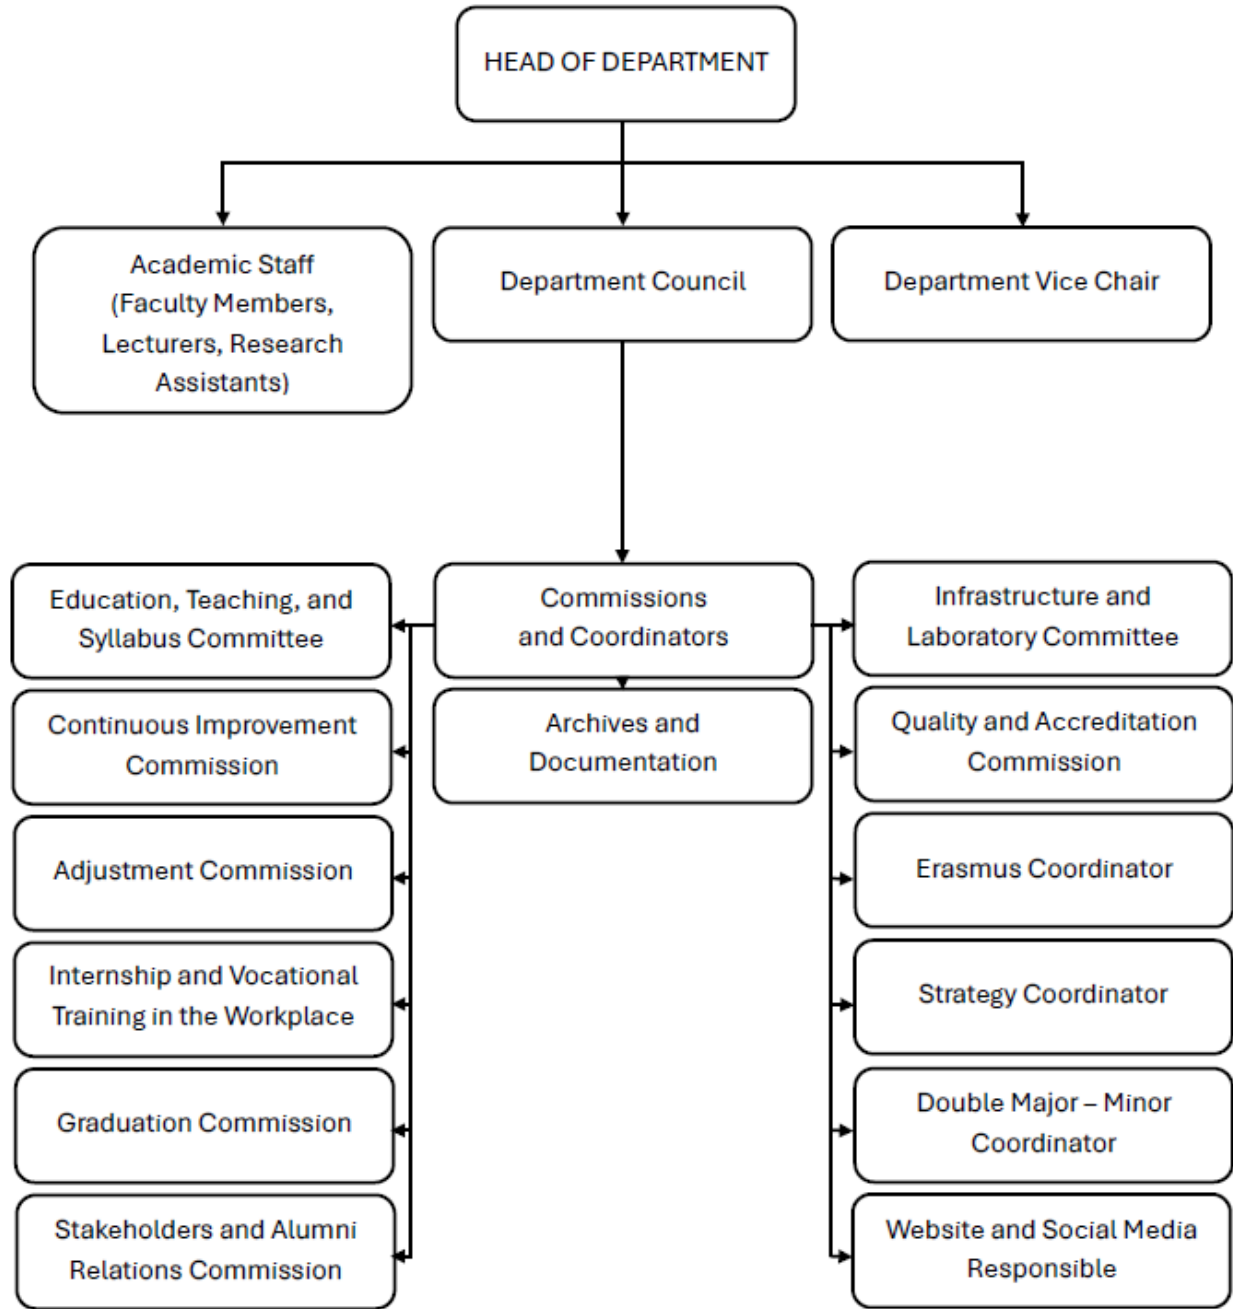 HEAD OF DEPARTMENT
Academic Staff
(Faculty Members,
Lecturers, Research
Assistants)
Department Council
Department Vice Chair
Education, Teaching, and
Syllabus Committee
Commissions
and Coordinators
Infrastructure and
Laboratory Committee
Continuous Improvement
Commission
Archives and
Documentation
Quality and Accreditation
Commission
Adjustment Commission
Erasmus Coordinator
Internship and Vocational
Training in the Workplace
Strategy Coordinator
Graduation Commission
Double Major – Minor
Coordinator
Stakeholders and Alumni
Relations Commission
Website and Social Media
Responsible